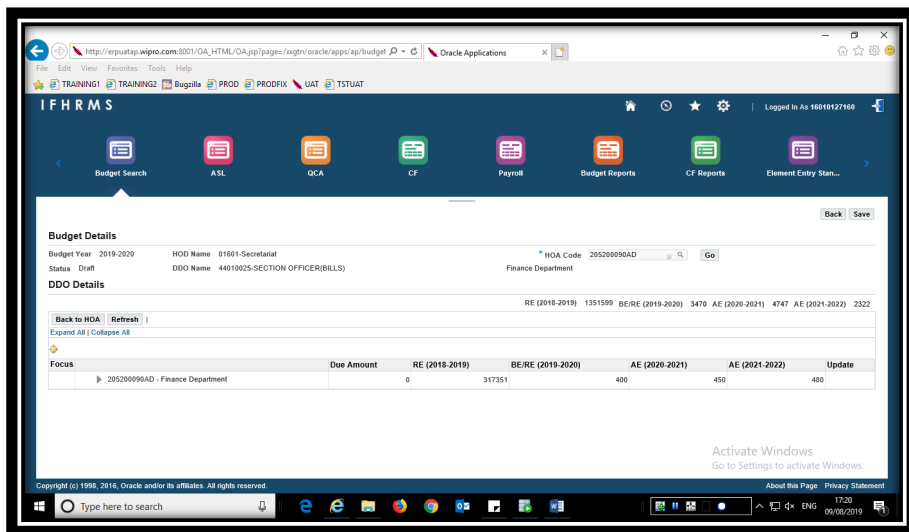 http://erpuatap.wipro.com:8001/OA_HTML/OA.jsp?page=/xxgtn/oracle/apps/ap/budget
Oracle Applications
File Edit View Favorites Tools Help
TRAINING1 TRAINING2 Bugzilla PROD PRODFIX UAT TSTUAT
IFHRMS
Logged In As 16010127160
Budget Search ASL QCA CF Payroll Budget Reports CF Reports Element Entry Stan...
Back Save
Budget Details
Budget Year 2019-2020 HOD Name 01601-Secretariat * HOA Code 205200090AD Go
Status Draft DDO Name 44010025-SECTION OFFICER(BILLS) Finance Department
DDO Details
RE (2018-2019) 1351599 BE/RE (2019-2020) 3470 AE (2020-2021) 4747 AE (2021-2022) 2322
Back to HOA Refresh |
Expand All | Collapse All
Focus Due Amount RE (2018-2019) BE/RE (2019-2020) AE (2020-2021) AE (2021-2022) Update
205200090AD - Finance Department 0 317351 400 450 480
Activate Windows
Go to Settings to activate Windows.
Copyright (c) 1998, 2016, Oracle and/or its affiliates. All rights reserved. About this Page Privacy Statement
Type here to search ENG 17:20
09/08/2019